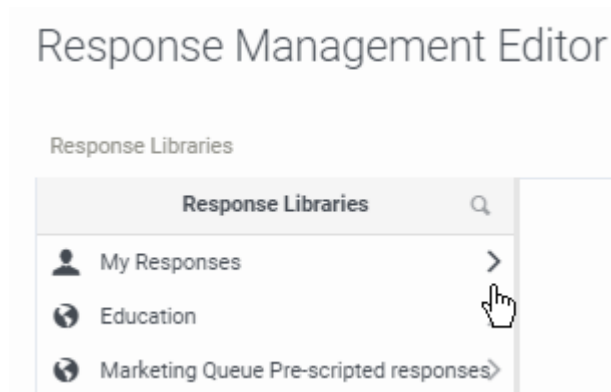 Response Management Editor
Response Libraries
Response Libraries
My Responses
Education
Marketing Queue Pre-scripted responses